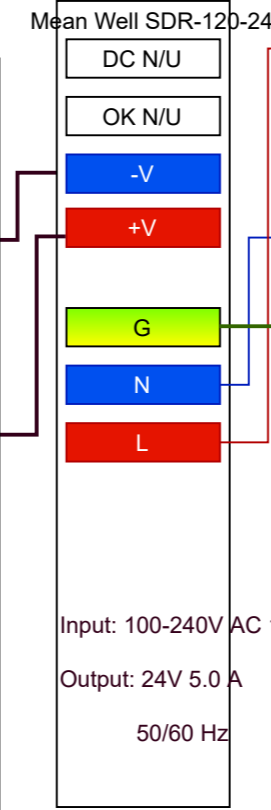 Mean Well SDR-120-24
DC N/U
OK N/U
-V
+V
G
N
L
Input: 100-240V AC
Output: 24V 5.0 A
50/60 Hz